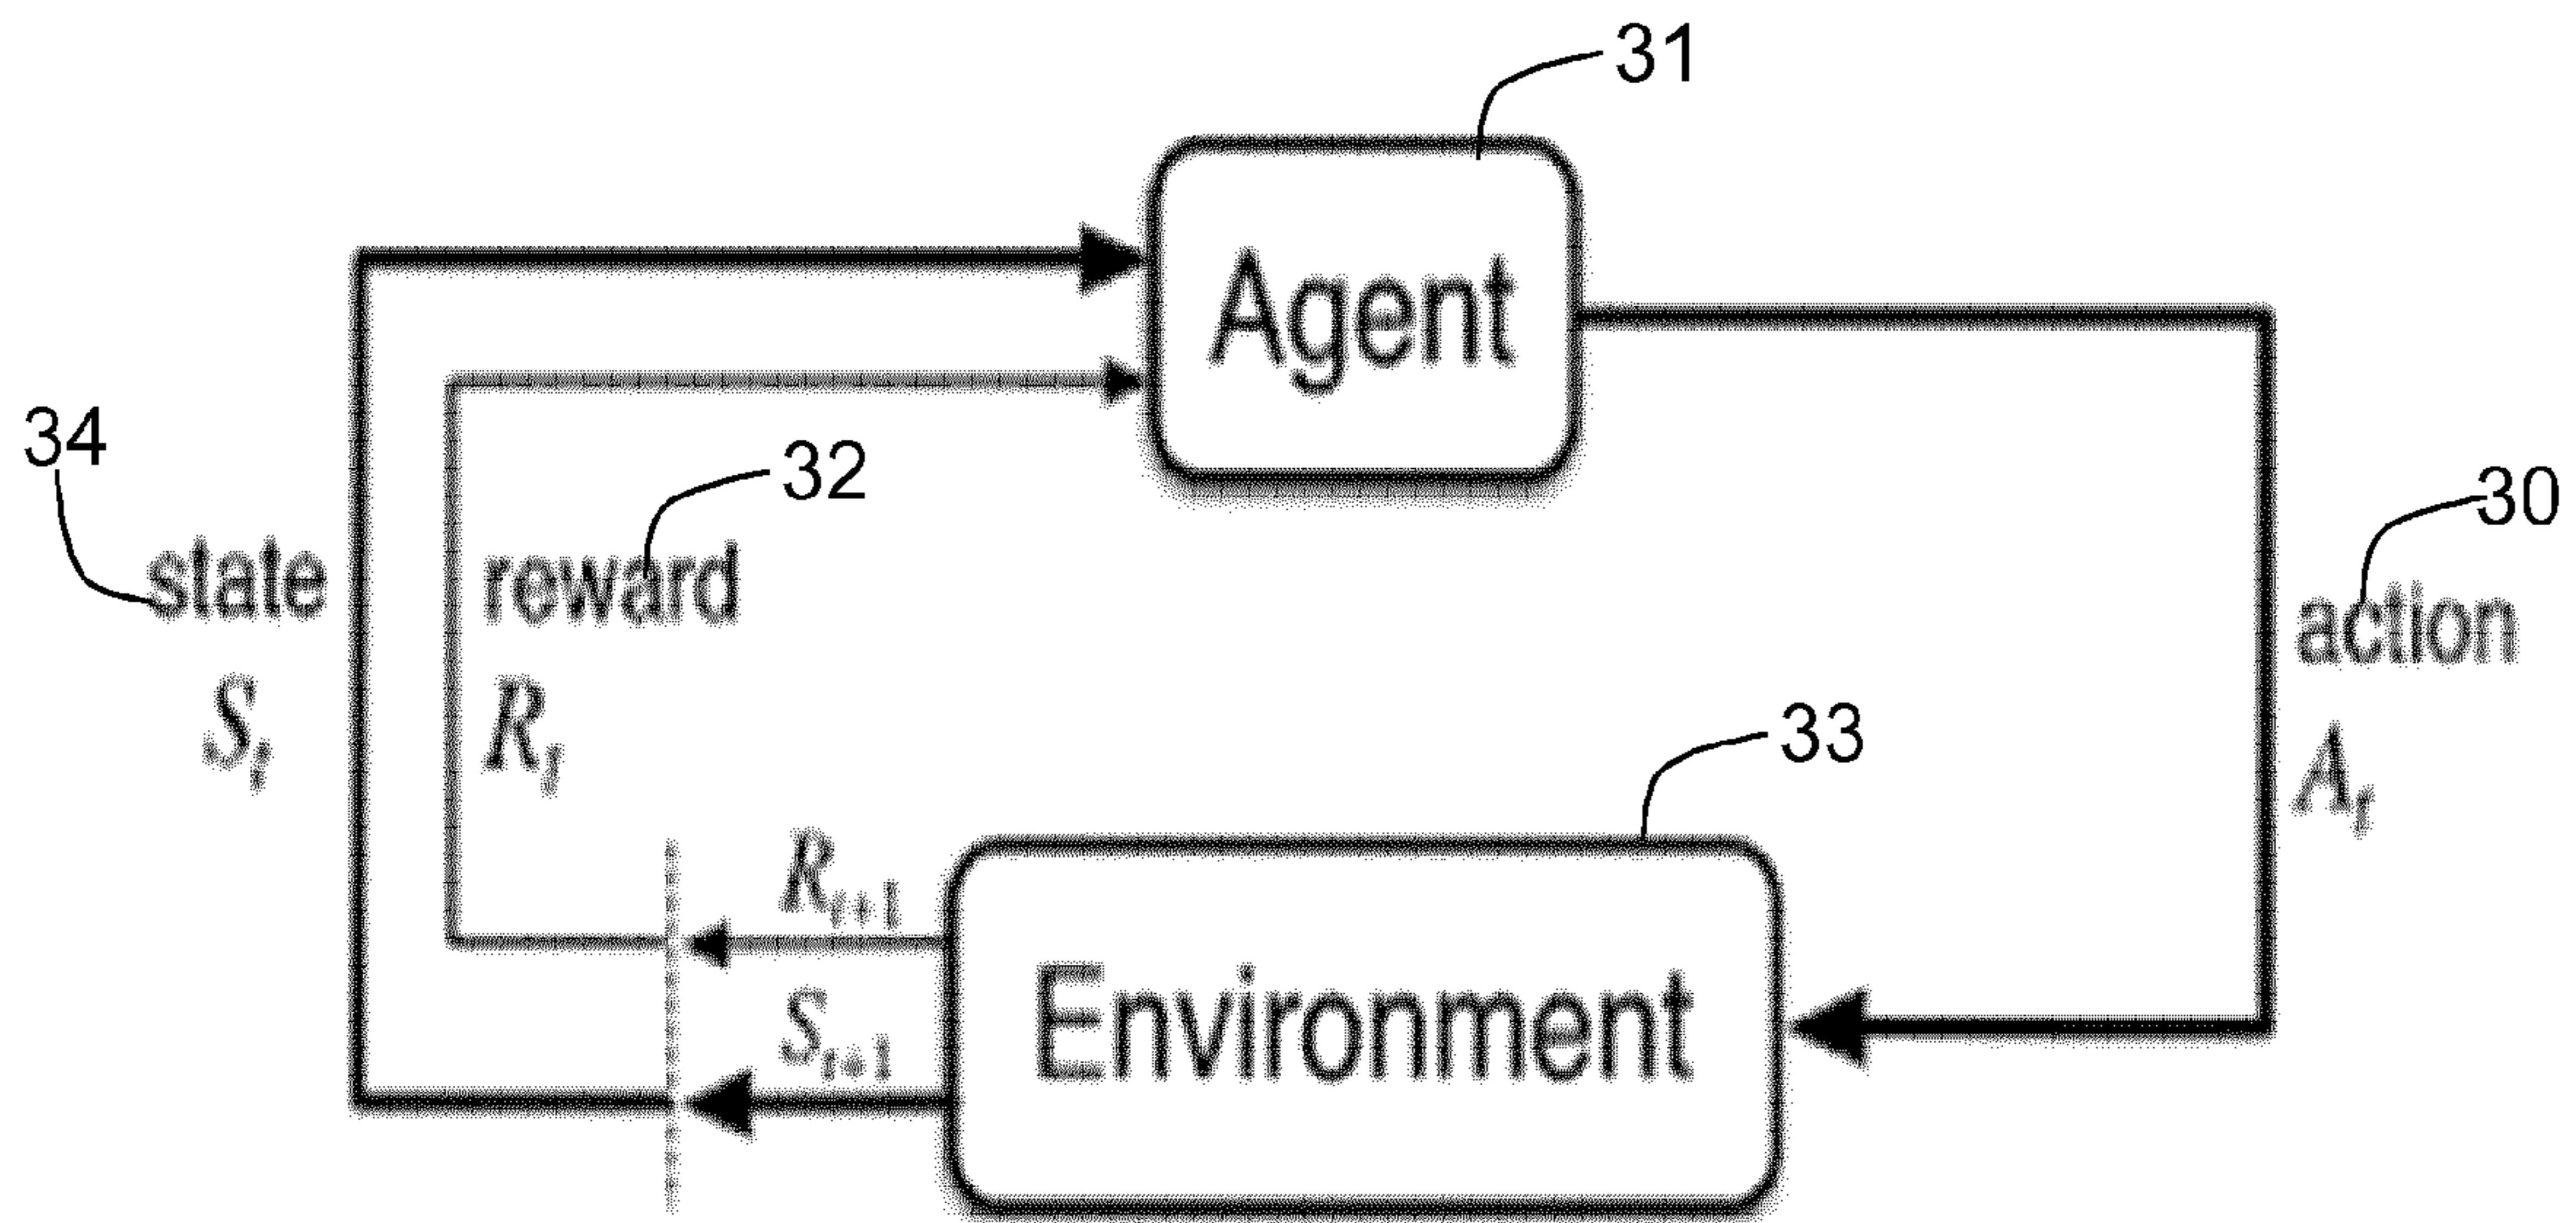 31
Agent
34
32
30
state
reward
action
S_t
R_t
33
A_t
R_{t+1}
Environment
S_{t+1}